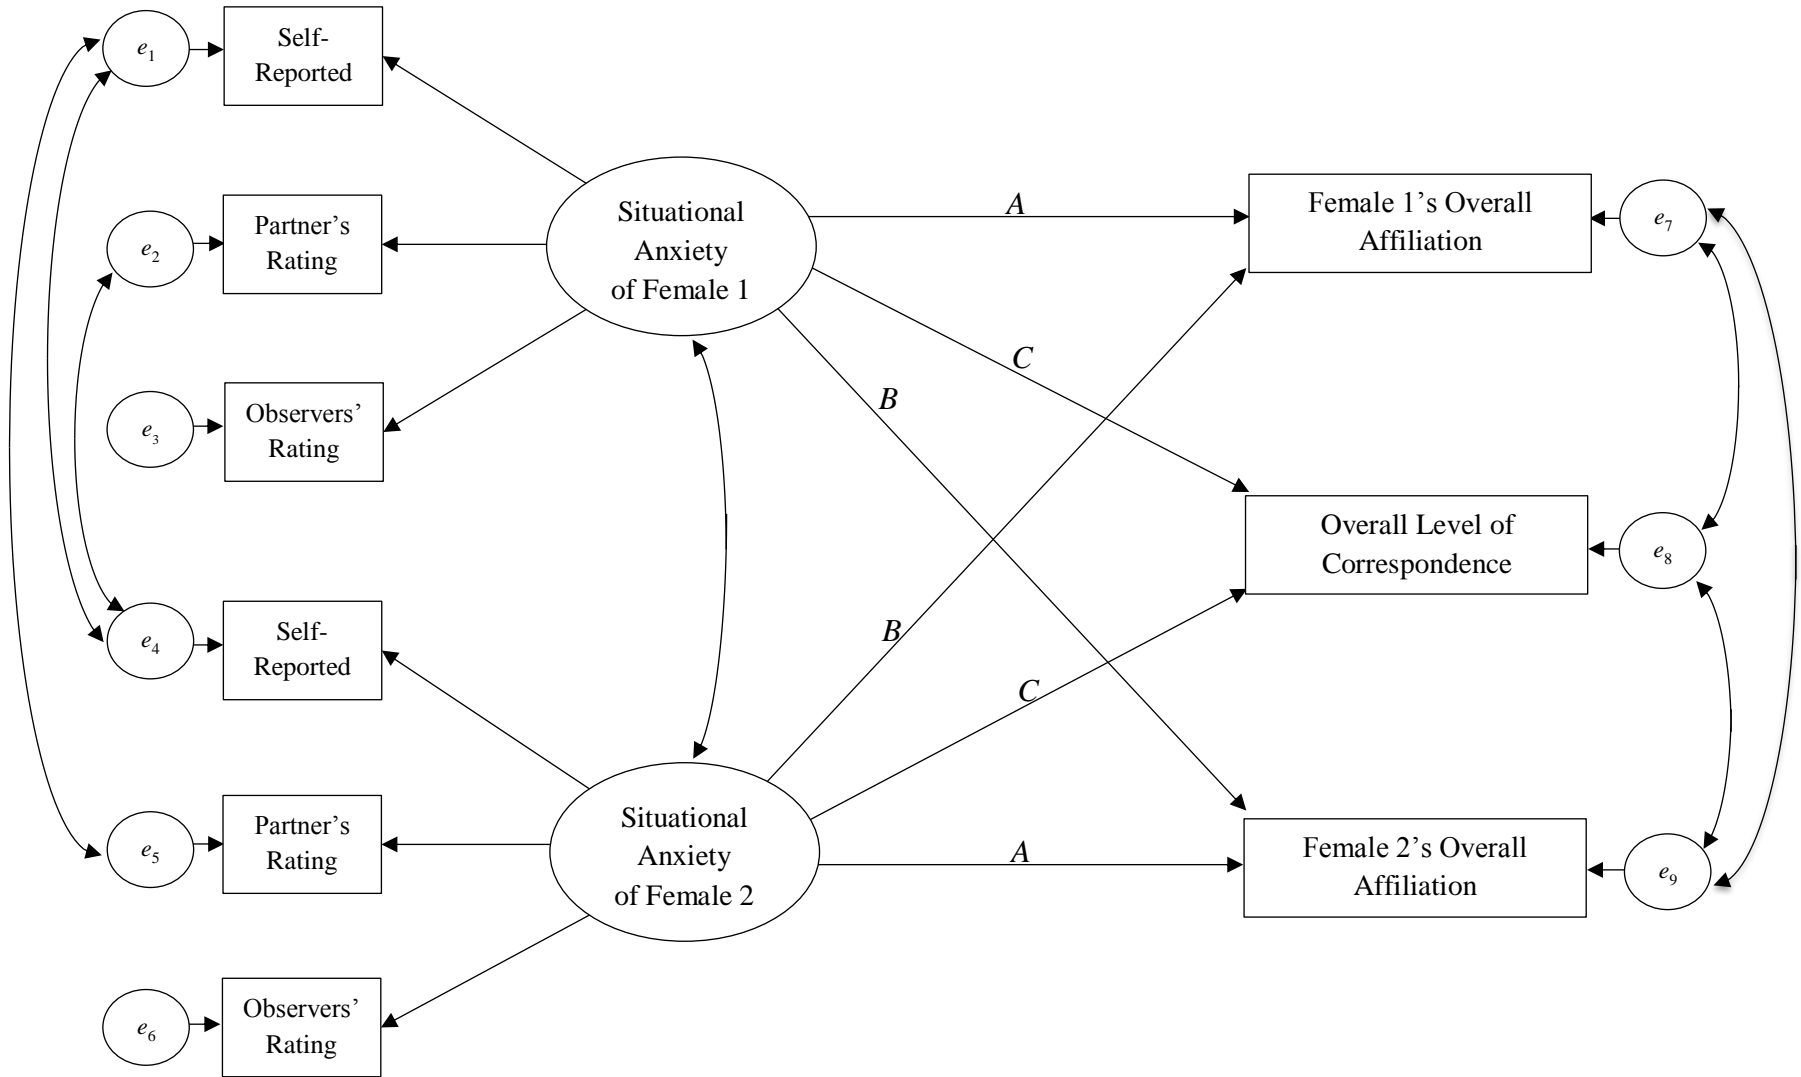 e1
Self-
Reported
e2
Partner’s
Rating
e3
Observers’
Rating
e4
Self-
Reported
e5
Partner’s
Rating
e6
Observers’
Rating
Situational
Anxiety
of Female 1
Situational
Anxiety
of Female 2
A
C
B
B
C
A
Female 1’s Overall
Affiliation
e7
Overall Level of
Correspondence
e8
Female 2’s Overall
Affiliation
e9